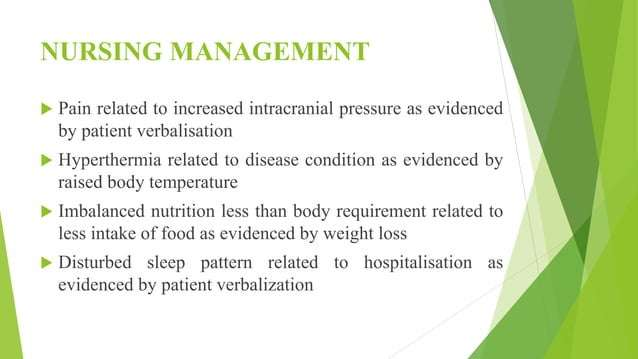 NURSING MANAGEMENT
Pain related to increased intracranial pressure as evidenced
by patient verbalisation
Hyperthermia related to disease condition as evidenced by
raised body temperature
Imbalanced nutrition less than body requirement related to
less intake of food as evidenced by weight loss
Disturbed sleep pattern related to hospitalisation as
evidenced by patient verbalization